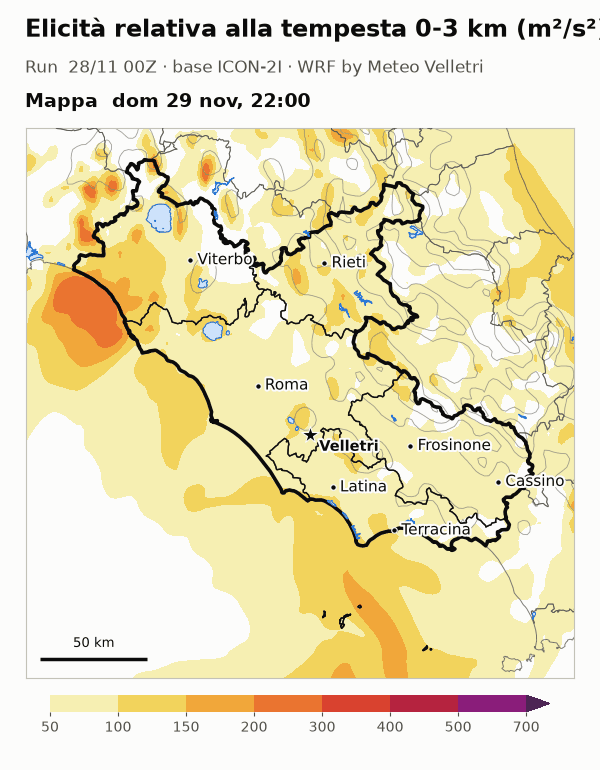 Elicità relativa alla tempesta 0-3 km (m²/s²)
Run 28/11 00Z · base ICON-2I · WRF by Meteo Velletri
Mappa dom 29 nov, 22:00
Viterbo
Rieti
Roma
Velletri
Frosinone
Cassino
Latina
Terracina
50 km
50 100 150 200 300 400 500 700